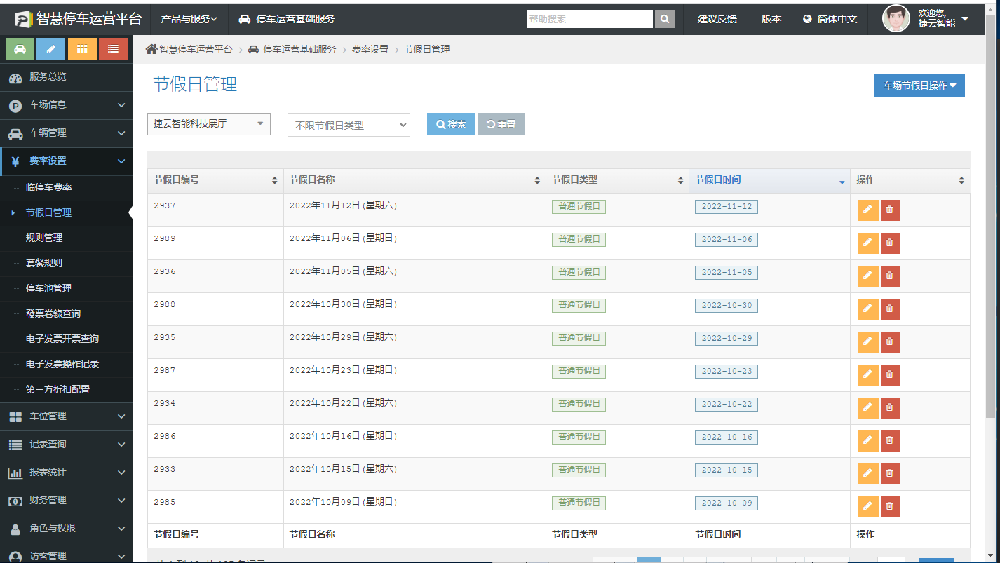 智慧停车运营平台 产品与服务 停车运营基础服务 帮助搜索 建议反馈 版本 简体中文 欢迎您, 捷云智能
智慧停车运营平台 停车运营基础服务 费率设置 节假日管理
服务总览
车场信息
车辆管理
费率设置
临停车费率
节假日管理
规则管理
套餐规则
停车池管理
發票卷錄查询
电子发票开票查询
电子发票操作记录
第三方折扣配置
车位管理
记录查询
报表统计
财务管理
角色与权限
访客管理
节假日管理 车场节假日操作
捷云智能科技展厅 不限节假日类型 搜索 重置
节假日编号 节假日名称 节假日类型 节假日时间 操作
2937 2022年11月12日(星期六) 普通节假日 2022-11-12
2989 2022年11月06日(星期日) 普通节假日 2022-11-06
2936 2022年11月05日(星期六) 普通节假日 2022-11-05
2988 2022年10月30日(星期日) 普通节假日 2022-10-30
2935 2022年10月29日(星期六) 普通节假日 2022-10-29
2987 2022年10月23日(星期日) 普通节假日 2022-10-23
2934 2022年10月22日(星期六) 普通节假日 2022-10-22
2986 2022年10月16日(星期日) 普通节假日 2022-10-16
2933 2022年10月15日(星期六) 普通节假日 2022-10-15
2985 2022年10月09日(星期日) 普通节假日 2022-10-09
节假日编号 节假日名称 节假日类型 节假日时间 操作